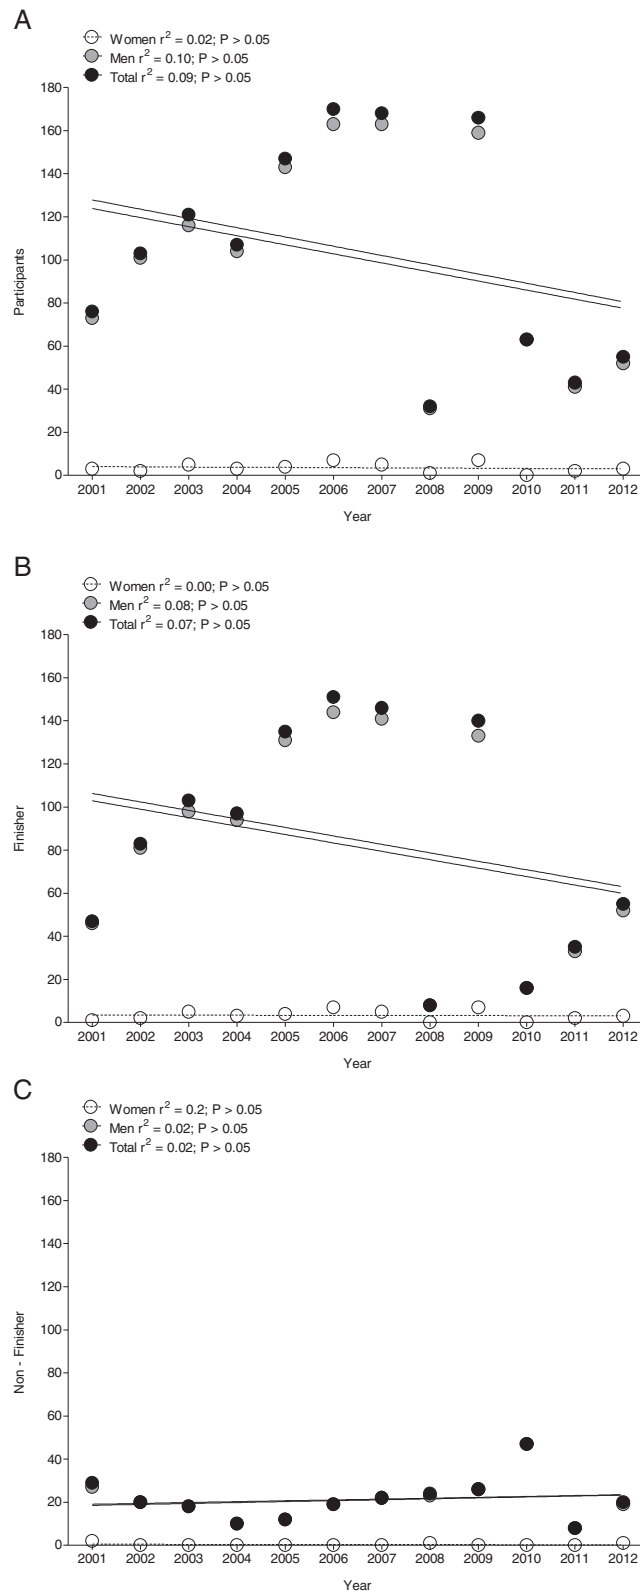 A
Women r² = 0.02; P > 0.05
Men r² = 0.10; P > 0.05
Total r² = 0.09; P > 0.05
180
160
140
120
100
80
60
40
20
0
Participants
2001 2002 2003 2004 2005 2006 2007 2008 2009 2010 2011 2012
Year
B
Women r² = 0.00; P > 0.05
Men r² = 0.08; P > 0.05
Total r² = 0.07; P > 0.05
180
160
140
120
100
80
60
40
20
0
Finisher
2001 2002 2003 2004 2005 2006 2007 2008 2009 2010 2011 2012
Year
C
Women r² = 0.2; P > 0.05
Men r² = 0.02; P > 0.05
Total r² = 0.02; P > 0.05
180
160
140
120
100
80
60
40
20
0
Non - Finisher
2001 2002 2003 2004 2005 2006 2007 2008 2009 2010 2011 2012
Year